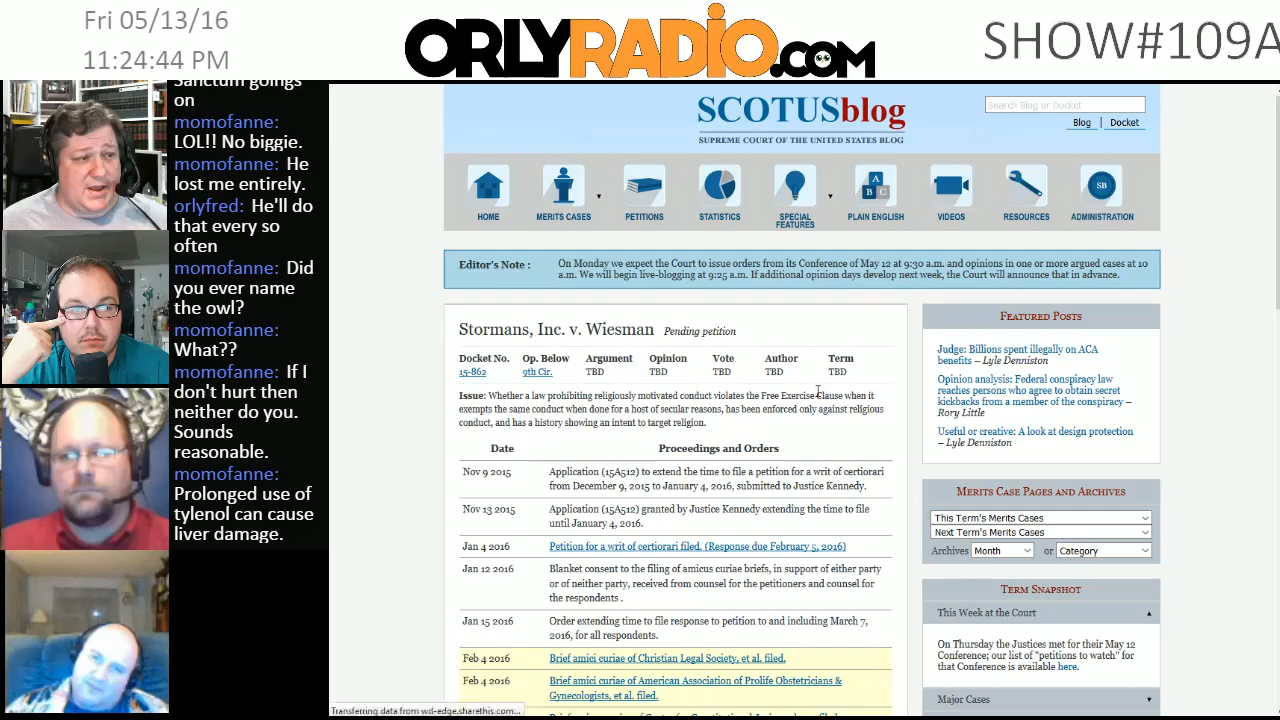 Fri 05/13/16
11:24:44 PM
ORLYRADIO.COM
SHOW#109A
Sanctum goings
on
momofanne:
LOL!! No biggie.
momofanne: He
lost me entirely.
orlyfred: He'll do
that every so
often
momofanne: Did
you ever name
the owl?
momofanne:
What??
momofanne: If I
don't hurt then
neither do you.
Sounds
reasonable.
momofanne:
Prolonged use of
tylenol can cause
liver damage.
SCOTUSblog
SUPREME COURT OF THE UNITED STATES BLOG
Search Blog or Docket
Blog | Docket
HOME
MERITS CASES
PETITIONS
STATISTICS
SPECIAL
FEATURES
A
B C
PLAIN ENGLISH
VIDEOS
RESOURCES
SB
ADMINISTRATION
Editor's Note : On Monday we expect the Court to issue orders from its Conference of May 12 at 9:30 a.m. and opinions in one or more argued cases at 10
a.m. We will begin live-blogging at 9:25 a.m. If additional opinion days develop next week, the Court will announce that in advance.
Stormans, Inc. v. Wiesman Pending petition
Docket No. Op. Below Argument Opinion Vote Author Term
15-862 9th Cir. TBD TBD TBD TBD TBD
Issue: Whether a law prohibiting religiously motivated conduct violates the Free Exercise Clause when it
exempts the same conduct when done for a host of secular reasons, has been enforced only against religious
conduct, and has a history showing an intent to target religion.
Date Proceedings and Orders
Nov 9 2015 Application (15A512) to extend the time to file a petition for a writ of certiorari
from December 9, 2015 to January 4, 2016, submitted to Justice Kennedy.
Nov 13 2015 Application (15A512) granted by Justice Kennedy extending the time to file
until January 4, 2016.
Jan 4 2016 Petition for a writ of certiorari filed. (Response due February 5, 2016)
Jan 12 2016 Blanket consent to the filing of amicus curiae briefs, in support of either party
or of neither party, received from counsel for the petitioners and counsel for
the respondents .
Jan 15 2016 Order extending time to file response to petition to and including March 7,
2016, for all respondents.
Feb 4 2016 Brief amici curiae of Christian Legal Society, et al. filed.
Feb 4 2016 Brief amici curiae of American Association of Prolife Obstetricians &
Gynecologists, et al. filed.
Transferring data from wd-edge.sharethis.com...
FEATURED POSTS
Judge: Billions spent illegally on ACA
benefits – Lyle Denniston
Opinion analysis: Federal conspiracy law
reaches persons who agree to obtain secret
kickbacks from a member of the conspiracy –
Rory Little
Useful or creative: A look at design protection
– Lyle Denniston
MERITS CASE PAGES AND ARCHIVES
This Term's Merits Cases
Next Term's Merits Cases
Archives Month or Category
TERM SNAPSHOT
This Week at the Court
On Thursday the Justices met for their May 12
Conference; our list of "petitions to watch" for
that Conference is available here.
Major Cases